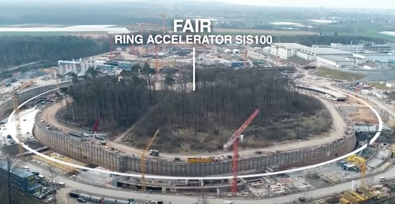 FAIR
RING ACCELERATOR SIS100